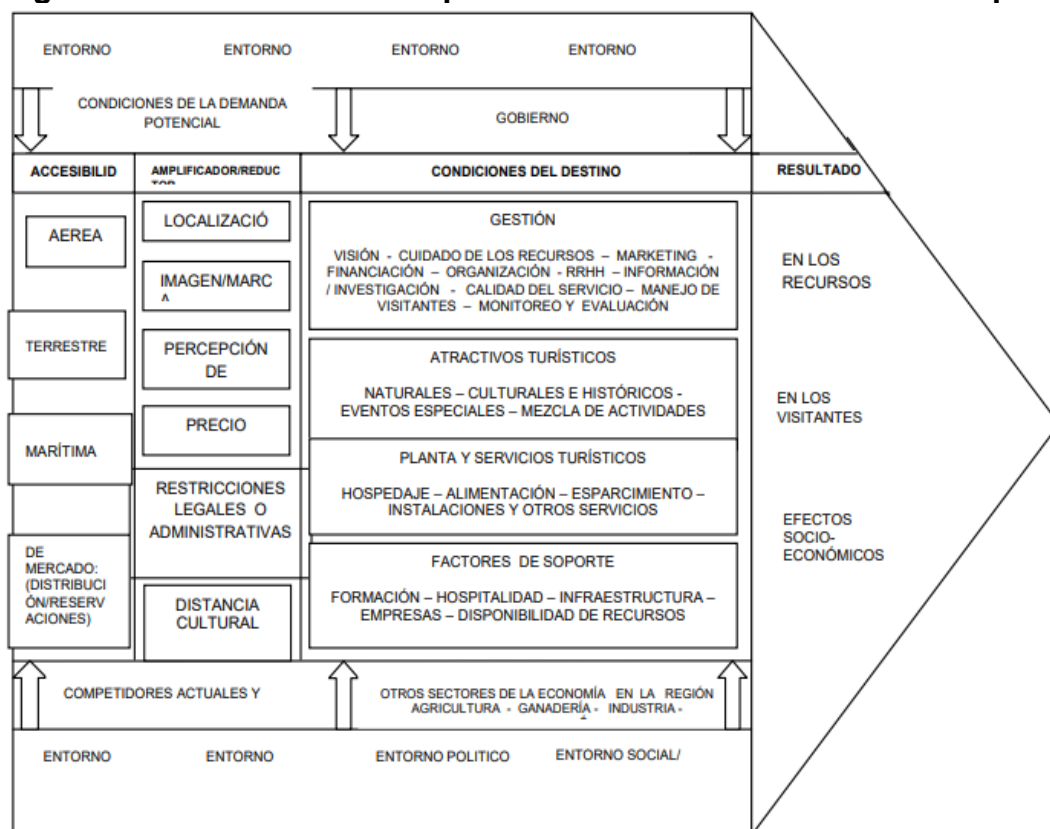 ENTORNO ENTORNO ENTORNO ENTORNO
CONDICIONES DE LA DEMANDA
POTENCIAL
GOBIERNO
ACCESIBILID
AMPLIFICADOR/REDUC
CONDICIONES DEL DESTINO
RESULTADO
AEREA
TERRESTRE
MARÍTIMA
DE
MERCADO:
(DISTRIBUCI
ÓN/RESERV
ACIONES)
LOCALIZACIÓ
IMAGEN/MARC
PERCEPCIÓN
DE
PRECIO
RESTRICCIONES
LEGALES O
ADMINISTRATIVAS
DISTANCIA
CULTURAL
GESTIÓN
VISIÓN - CUIDADO DE LOS RECURSOS – MARKETING -
FINANCIACIÓN – ORGANIZACIÓN - RRHH – INFORMACIÓN
/ INVESTIGACIÓN - CALIDAD DEL SERVICIO – MANEJO DE
VISITANTES – MONITOREO Y EVALUACIÓN
ATRACTIVOS TURÍSTICOS
NATURALES – CULTURALES E HISTÓRICOS -
EVENTOS ESPECIALES – MEZCLA DE ACTIVIDADES
PLANTA Y SERVICIOS TURÍSTICOS
HOSPEDAJE – ALIMENTACIÓN – ESPARCIMIENTO –
INSTALACIONES Y OTROS SERVICIOS
FACTORES DE SOPORTE
FORMACIÓN – HOSPITALIDAD – INFRAESTRUCTURA –
EMPRESAS – DISPONIBILIDAD DE RECURSOS
EN LOS
RECURSOS
EN LOS
VISITANTES
EFECTOS
SOCIO-
ECONÓMICOS
COMPETIDORES ACTUALES Y
OTROS SECTORES DE LA ECONOMÍA EN LA REGIÓN
AGRICULTURA - GANADERÍA - INDUSTRIA -
ENTORNO ENTORNO ENTORNO POLITICO ENTORNO SOCIAL/